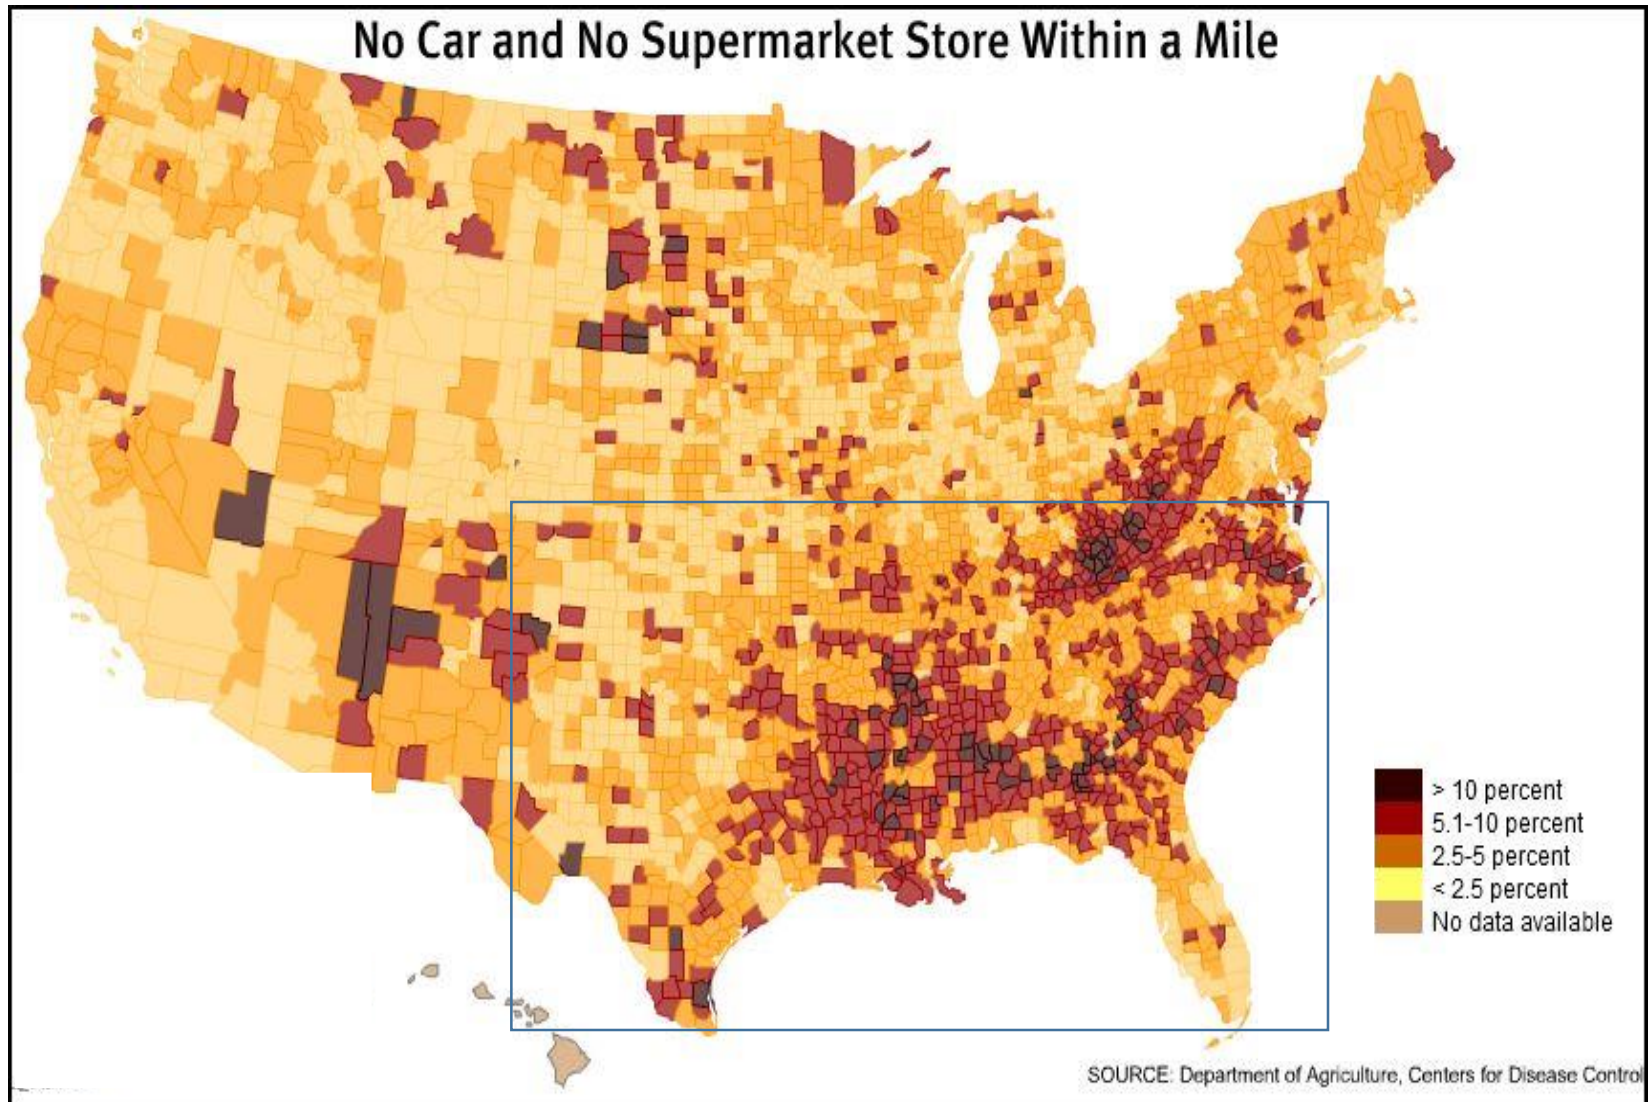 No Car and No Supermarket Store Within a Mile
> 10 percent
5.1-10 percent
2.5-5 percent
< 2.5 percent
No data available
SOURCE: Department of Agriculture, Centers for Disease Control